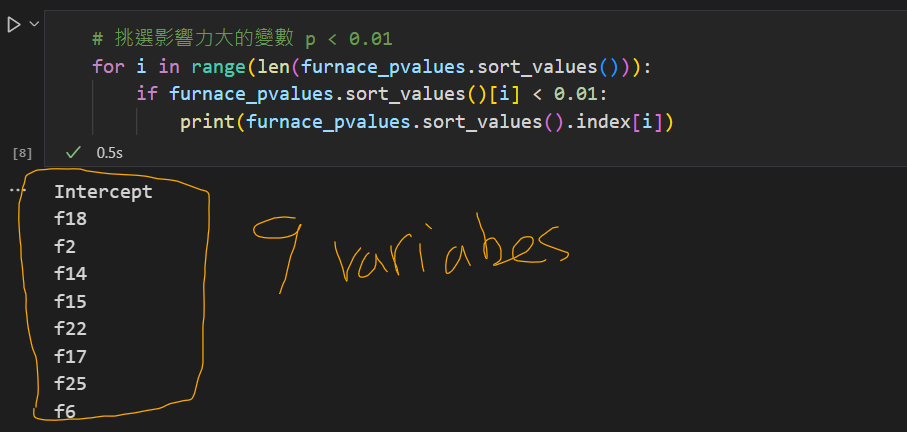 # 挑選影響力大的變數 p < 0.01
for i in range(len(furnace_pvalues.sort_values())):
if furnace_pvalues.sort_values()[i] < 0.01:
print(furnace_pvalues.sort_values().index[i])
[8] ✓ 0.5s
... Intercept
f18
f2
9 variabes
f14
f15
f22
f17
f25
f6